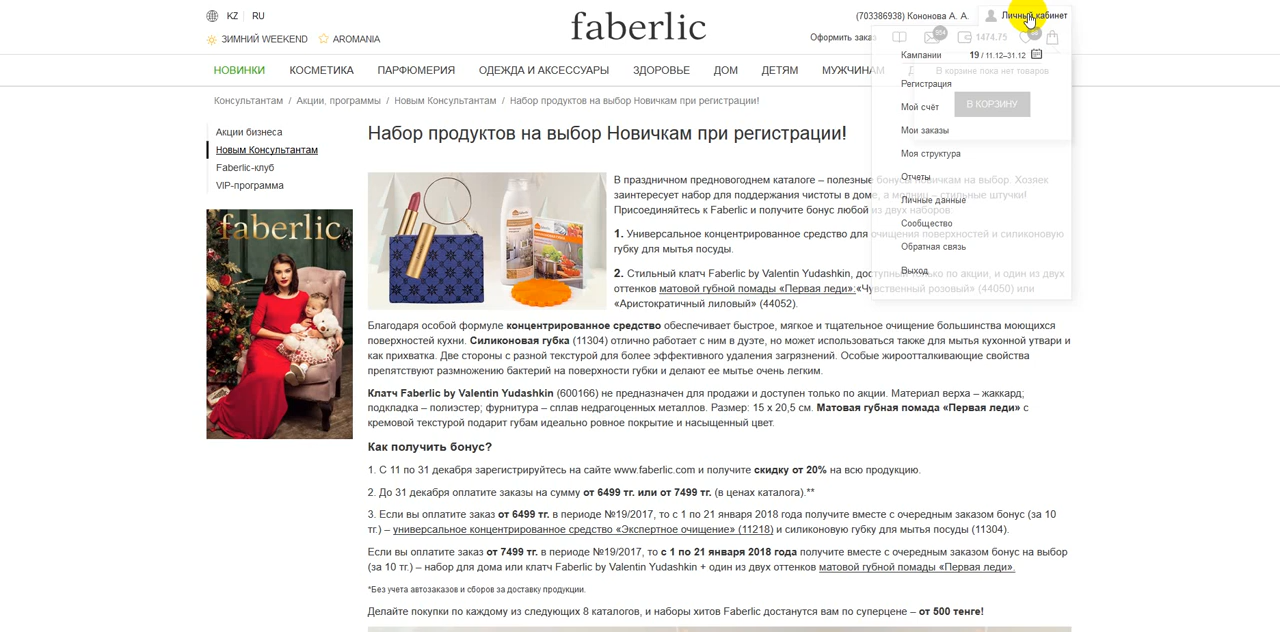 KZ RU
(703386938) Кононова А. А. Личный кабинет
faberlic
ЗИМНИЙ WEEKEND AROMANIA
Оформить заказ 1474.75
Кампании 19 / 11.12–31.12
НОВИНКИ КОСМЕТИКА ПАРФЮМЕРИЯ ОДЕЖДА И АКСЕССУАРЫ ЗДОРОВЬЕ ДОМ ДЕТЯМ МУЖЧИНАМ
В корзине пока нет товаров
Регистрация
В КОРЗИНУ
Мой счёт
Мои заказы
Моя структура
Отчеты
Личные данные
Сообщество
Обратная связь
Выход
Консультантам / Акции, программы / Новым Консультантам / Набор продуктов на выбор Новичкам при регистрации!
Акции бизнеса
Новым Консультантам
Faberlic-клуб
VIP-программа
faberlic
Набор продуктов на выбор Новичкам при регистрации!
В праздничном предновогоднем каталоге – полезные бонусы новичкам на выбор. Хозяек
заинтересует набор для поддержания чистоты в доме, а модниц – стильные штучки!
Присоединяйтесь к Faberlic и получите бонус любой из двух наборов:
1. Универсальное концентрированное средство для очищения поверхностей и силиконовую
губку для мытья посуды.
2. Стильный клатч Faberlic by Valentin Yudashkin, доступный только по акции, и один из двух
оттенков матовой губной помады «Первая леди»:«Чувственный розовый» (44050) или
«Аристократичный лиловый» (44052).
Благодаря особой формуле концентрированное средство обеспечивает быстрое, мягкое и тщательное очищение большинства моющихся
поверхностей кухни. Силиконовая губка (11304) отлично работает с ним в дуэте, но может использоваться также для мытья кухонной утвари и
как прихватка. Две стороны с разной текстурой для более эффективного удаления загрязнений. Особые жироотталкивающие свойства
препятствуют размножению бактерий на поверхности губки и делают ее мытье очень легким.
Клатч Faberlic by Valentin Yudashkin (600166) не предназначен для продажи и доступен только по акции. Материал верха – жаккард;
подкладка – полиэстер; фурнитура – сплав недрагоценных металлов. Размер: 15 х 20,5 см. Матовая губная помада «Первая леди» с
кремовой текстурой подарит губам идеально ровное покрытие и насыщенный цвет.
Как получить бонус?
1. С 11 по 31 декабря зарегистрируйтесь на сайте www.faberlic.com и получите скидку от 20% на всю продукцию.
2. До 31 декабря оплатите заказы на сумму от 6499 тг. или от 7499 тг. (в ценах каталога).**
3. Если вы оплатите заказ от 6499 тг. в периоде №19/2017, то с 1 по 21 января 2018 года получите вместе с очередным заказом бонус (за 10
тг.) – универсальное концентрированное средство «Экспертное очищение» (11218) и силиконовую губку для мытья посуды (11304).
Если вы оплатите заказ от 7499 тг. в периоде №19/2017, то с 1 по 21 января 2018 года получите вместе с очередным заказом бонус на выбор
(за 10 тг.) – набор для дома или клатч Faberlic by Valentin Yudashkin + один из двух оттенков матовой губной помады «Первая леди».
*Без учета автозаказов и сборов за доставку продукции.
Делайте покупки по каждому из следующих 8 каталогов, и наборы хитов Faberlic достанутся вам по суперцене – от 500 тенге!